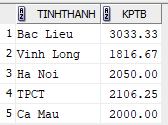 TINHTHANH KPTB
1 Bac Lieu 3033.33
2 Vinh Long 1816.67
3 Ha Noi 2050.00
4 TPCT 2106.25
5 Ca Mau 2000.00